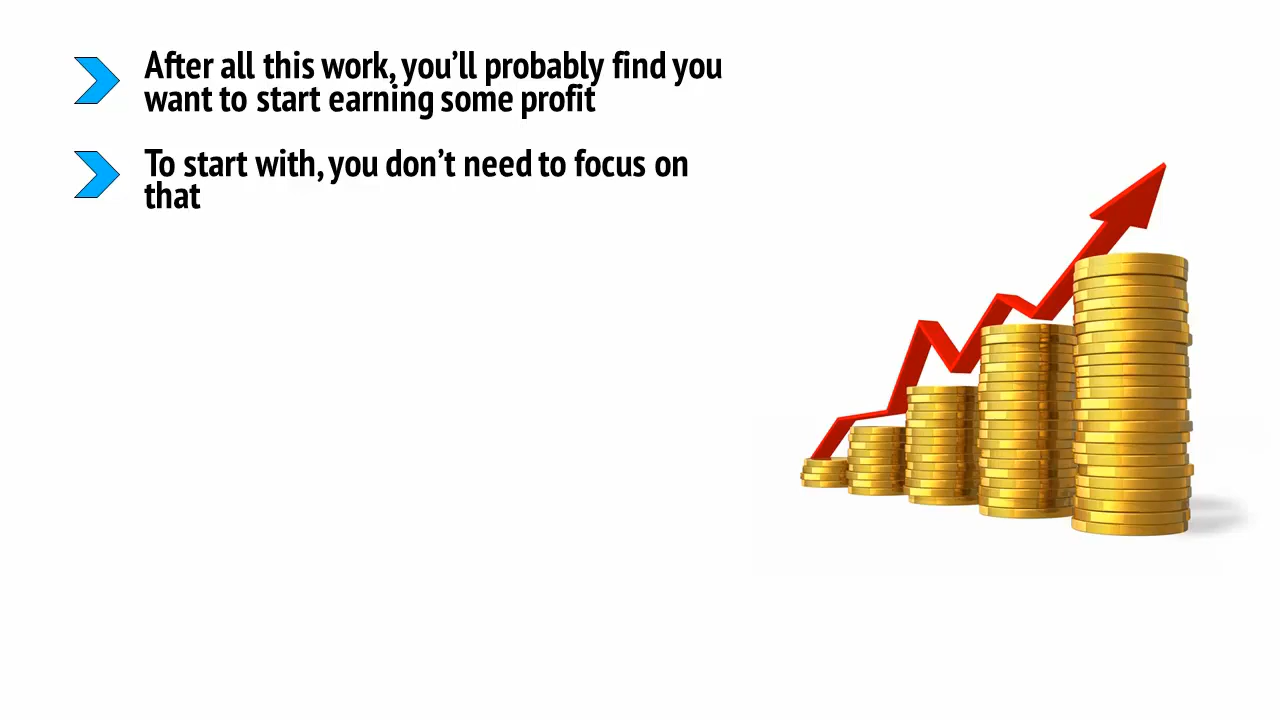 After all this work, you’ll probably find you
want to start earning some profit
To start with, you don’t need to focus on
that